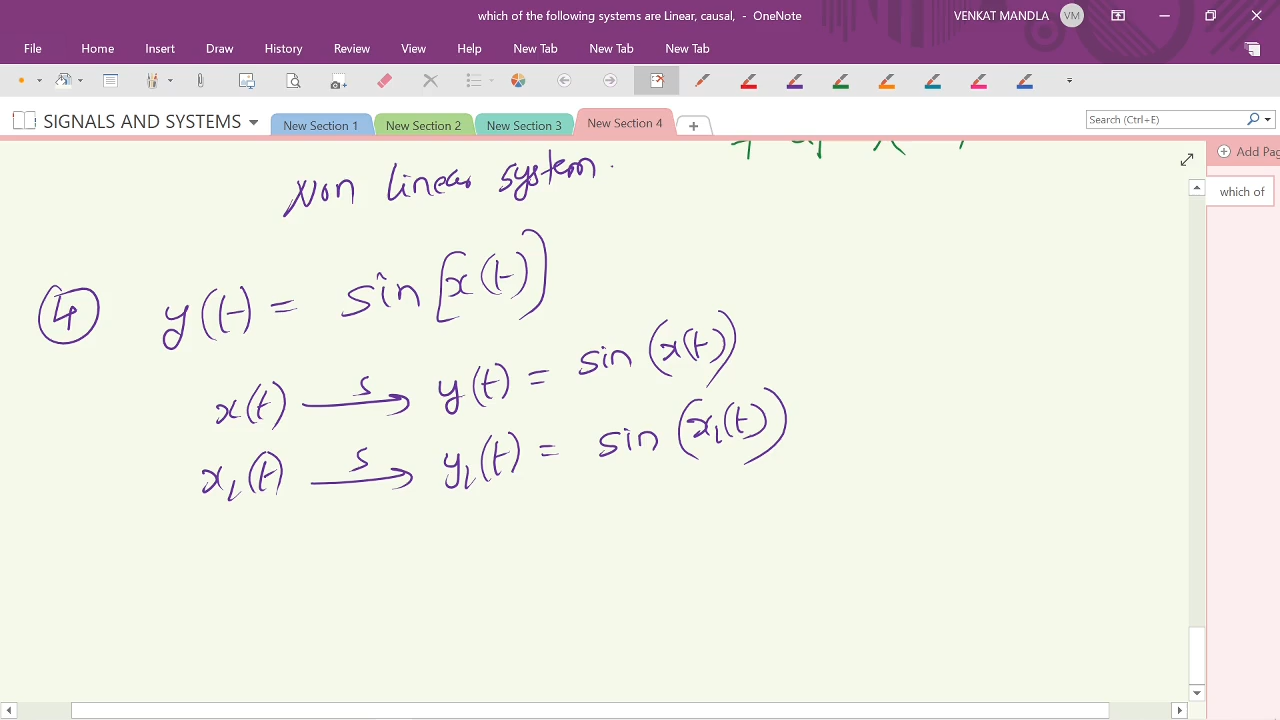 which of the following systems are Linear, causal, - OneNote
VENKAT MANDLA VM
File Home Insert Draw History Review View Help New Tab New Tab New Tab
SIGNALS AND SYSTEMS New Section 1 New Section 2 New Section 3 New Section 4 + Search (Ctrl+E)
Add Pag
which of
Non linear system.
④ y(t) = sin[x(t)]
x(t) —S→ y(t) = sin(x(t))
x₁(t) —S→ y₁(t) = sin(x₁(t))